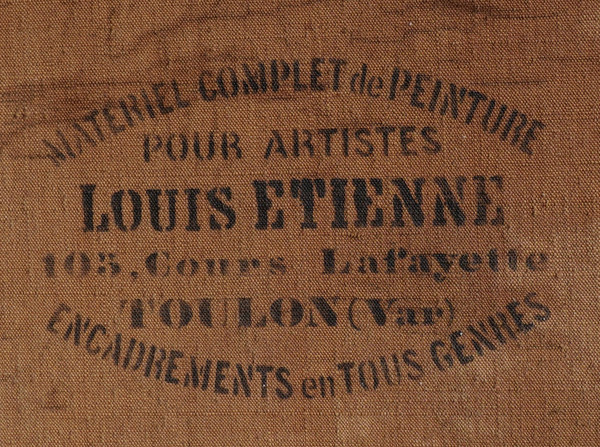 MATERIEL COMPLET de PEINTURE
POUR ARTISTES
LOUIS ETIENNE
105, Cours Lafayette
TOULON (Var)
ENCADREMENTS en TOUS GENRES